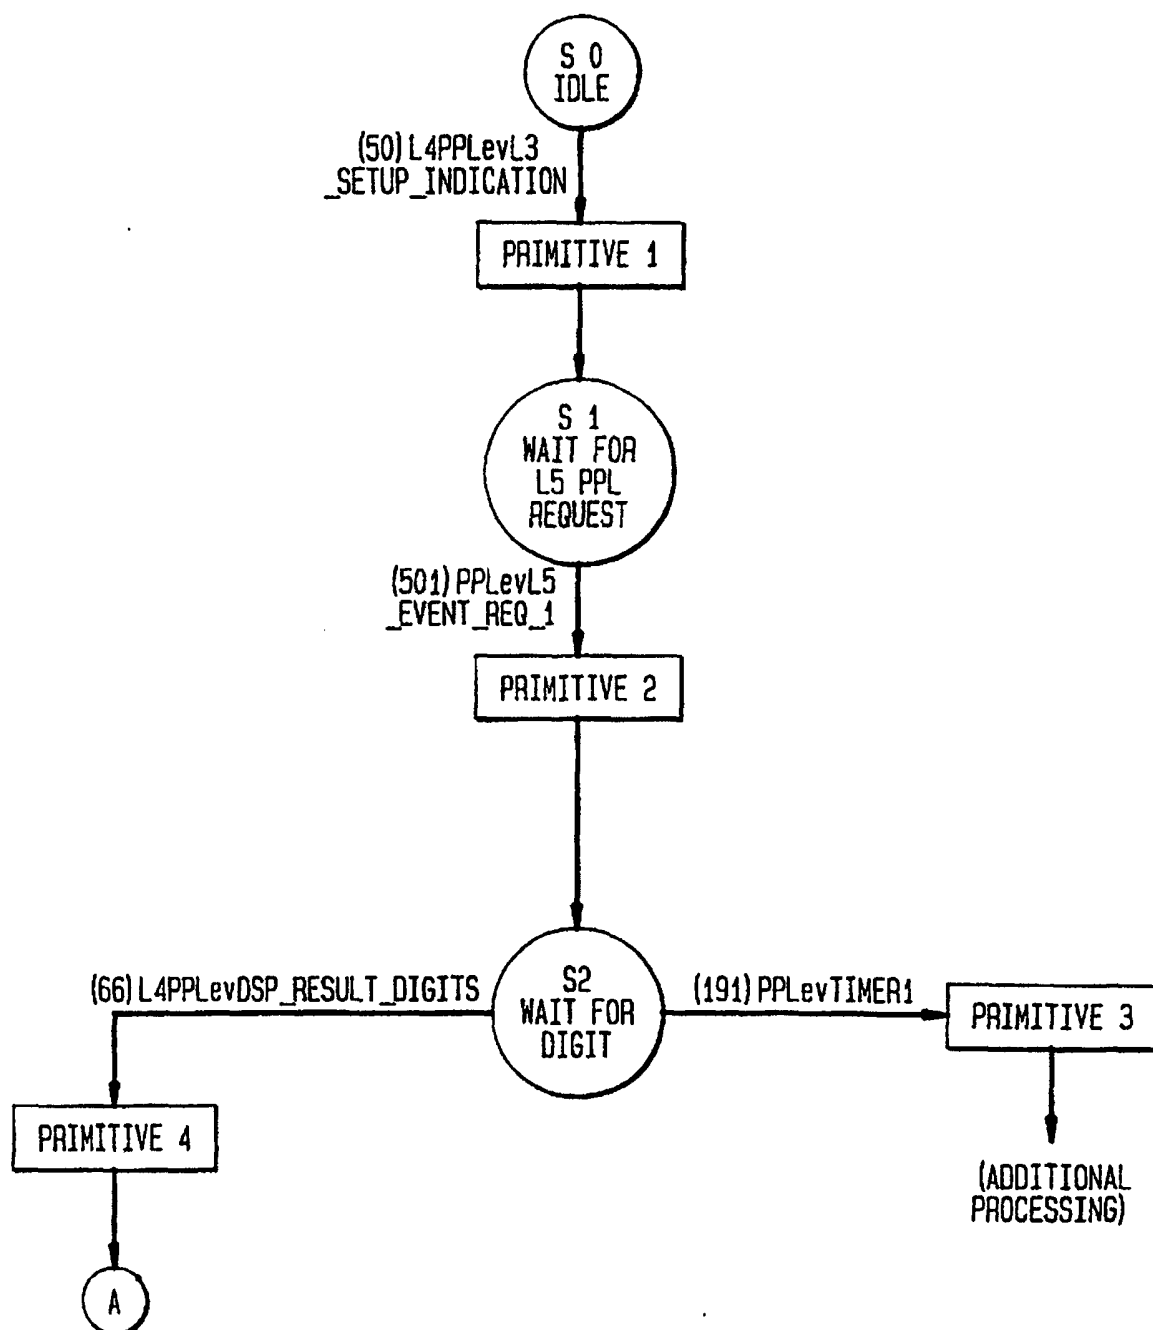 S 0
IDLE
(50) L4PPLevL3
_SETUP_INDICATION
PRIMITIVE 1
S 1
WAIT FOR
L5 PPL
REQUEST
(501) PPLevL5
_EVENT_REQ_1
PRIMITIVE 2
(66) L4PPLevDSP_RESULT_DIGITS
S2
WAIT FOR
DIGIT
(191) PPLevTIMER1
PRIMITIVE 3
PRIMITIVE 4
(ADDITIONAL
PROCESSING)
A